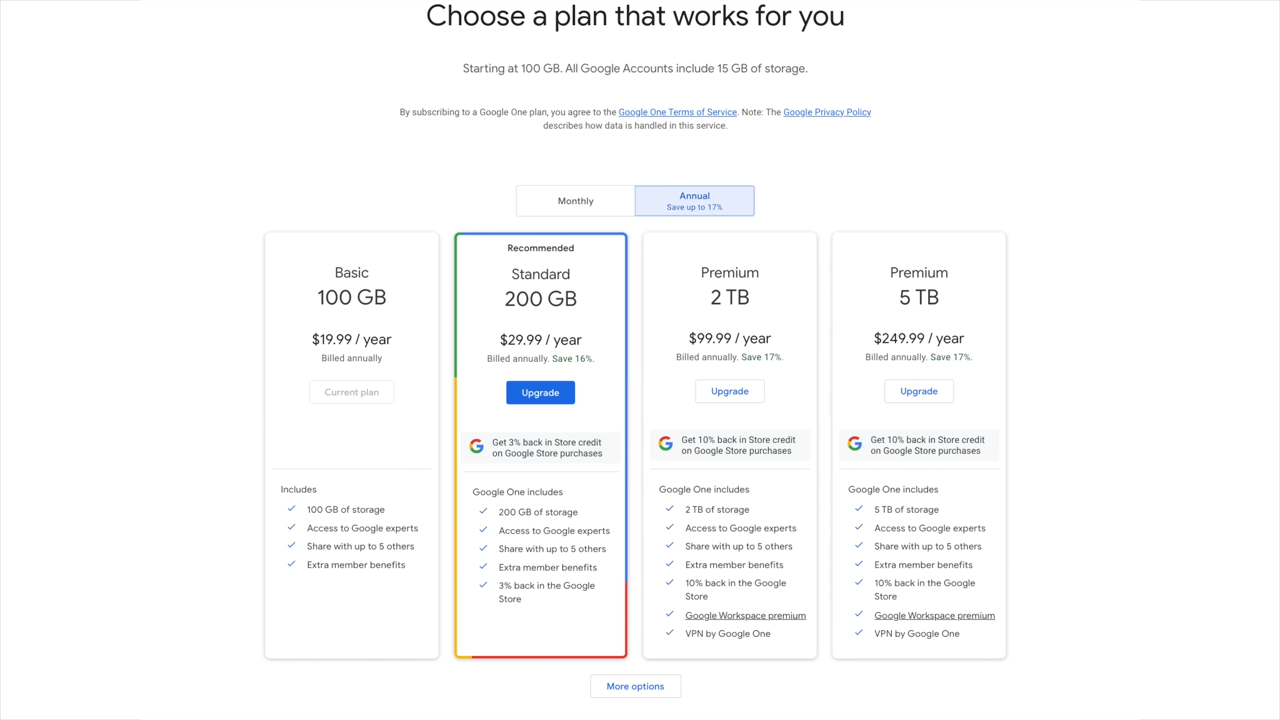 Choose a plan that works for you
Starting at 100 GB. All Google Accounts include 15 GB of storage.
By subscribing to a Google One plan, you agree to the Google One Terms of Service. Note: The Google Privacy Policy
describes how data is handled in this service.
Monthly
Annual
Save up to 17%
Basic
100 GB
$19.99 / year
Billed annually
Current plan
Includes
100 GB of storage
Access to Google experts
Share with up to 5 others
Extra member benefits
Recommended
Standard
200 GB
$29.99 / year
Billed annually. Save 16%.
Upgrade
Get 3% back in Store credit
on Google Store purchases
Google One includes
200 GB of storage
Access to Google experts
Share with up to 5 others
Extra member benefits
3% back in the Google
Store
Premium
2 TB
$99.99 / year
Billed annually. Save 17%.
Upgrade
Get 10% back in Store credit
on Google Store purchases
Google One includes
2 TB of storage
Access to Google experts
Share with up to 5 others
Extra member benefits
10% back in the Google
Store
Google Workspace premium
VPN by Google One
Premium
5 TB
$249.99 / year
Billed annually. Save 17%.
Upgrade
Get 10% back in Store credit
on Google Store purchases
Google One includes
5 TB of storage
Access to Google experts
Share with up to 5 others
Extra member benefits
10% back in the Google
Store
Google Workspace premium
VPN by Google One
More options